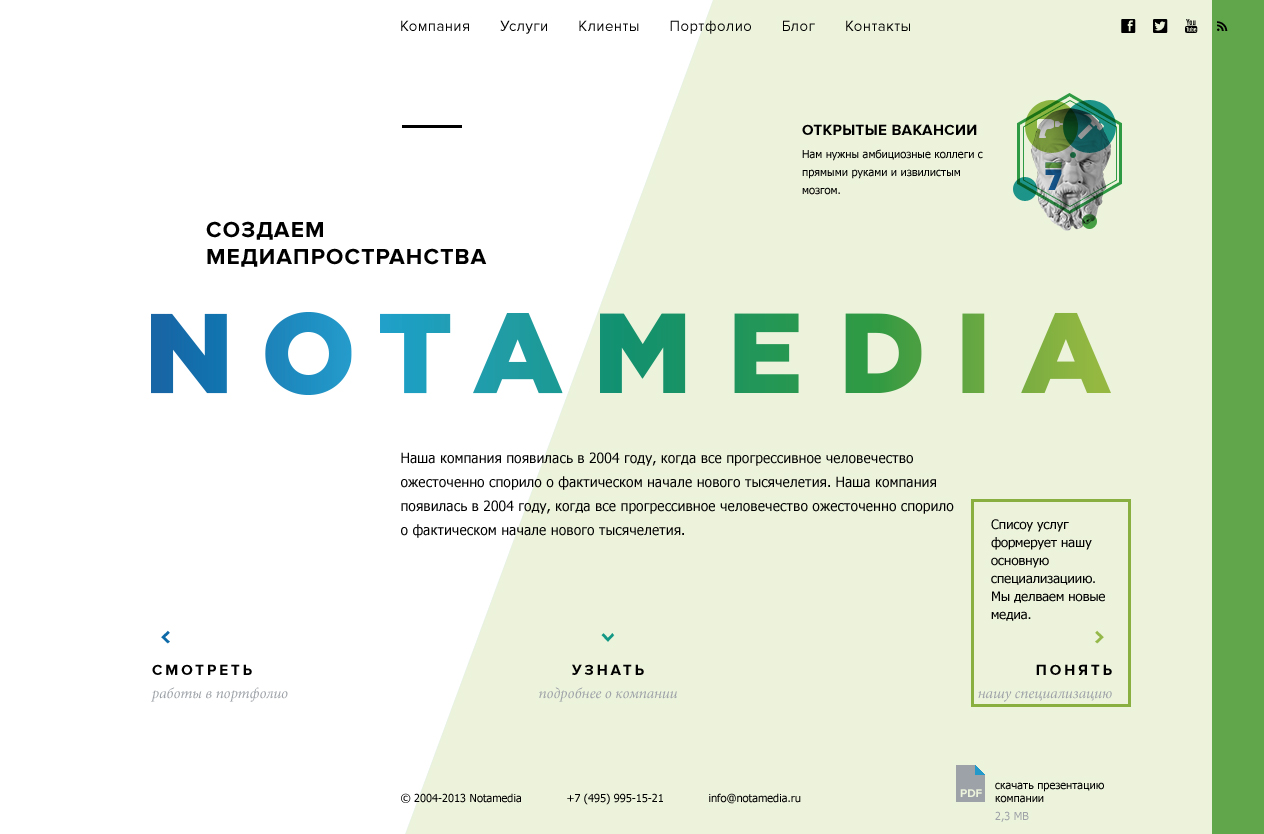 Компания Услуги Клиенты Портфолио Блог Контакты
You
Tube
ОТКРЫТЫЕ ВАКАНСИИ
Нам нужны амбициозные коллеги с
прямыми руками и извилистым
мозгом.
7
СОЗДАЕМ
МЕДИАПРОСТРАНСТВА
NOTAMEDIA
Наша компания появилась в 2004 году, когда все прогрессивное человечество
ожесточенно спорило о фактическом начале нового тысячелетия. Наша компания
появилась в 2004 году, когда все прогрессивное человечество ожесточенно спорило
о фактическом начале нового тысячелетия.
Списоу услуг
формерует нашу
основную
специализациию.
Мы делваем новые
медиа.
СМОТРЕТЬ
работы в портфолио
УЗНАТЬ
подробнее о компании
ПОНЯТЬ
нашу специализацию
© 2004-2013 Notamedia +7 (495) 995-15-21 info@notamedia.ru
PDF
скачать презентацию
компании
2,3 MB